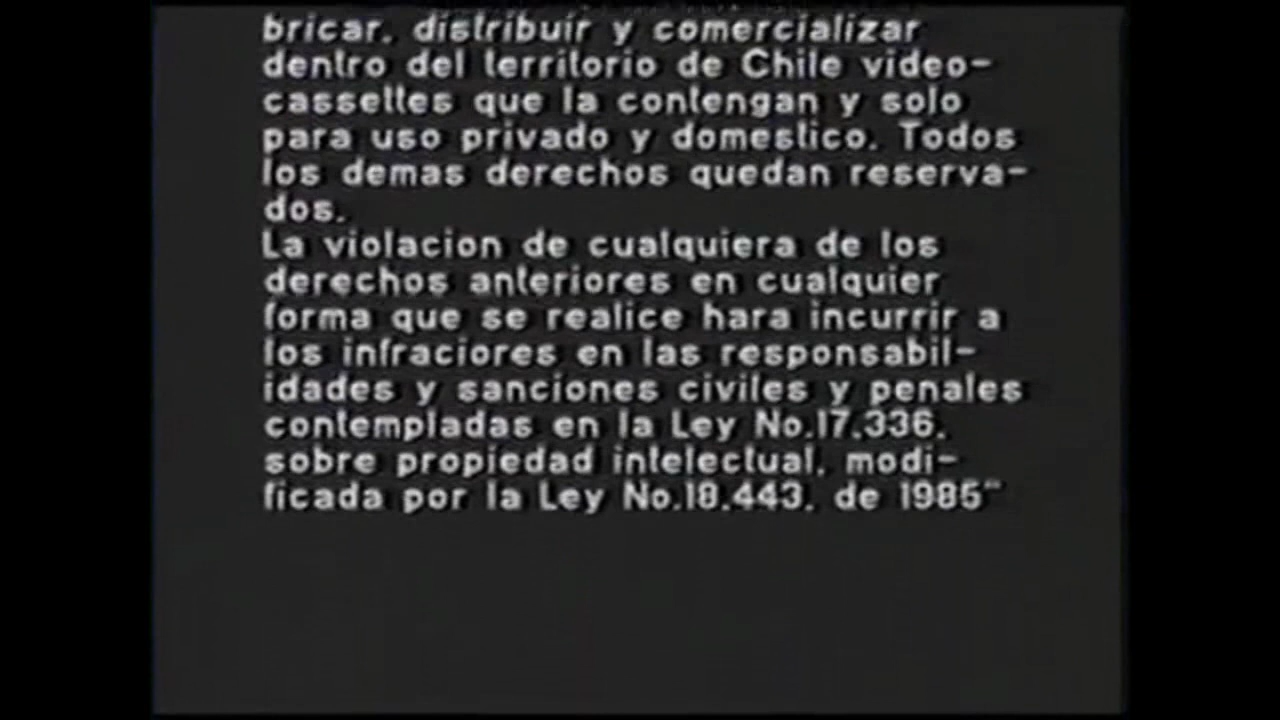 bricar, distribuir y comercializar
dentro del territorio de Chile video-
cassettes que la contengan y solo
para uso privado y domestico. Todos
los demas derechos quedan reserva-
dos.
La violacion de cualquiera de los
derechos anteriores en cualquier
forma que se realice hara incurrir a
los infraciores en las responsabil-
idades y sanciones civiles y penales
contempladas en la Ley No.17.336,
sobre propiedad intelectual, modi-
ficada por la Ley No.18.443, de 1985"